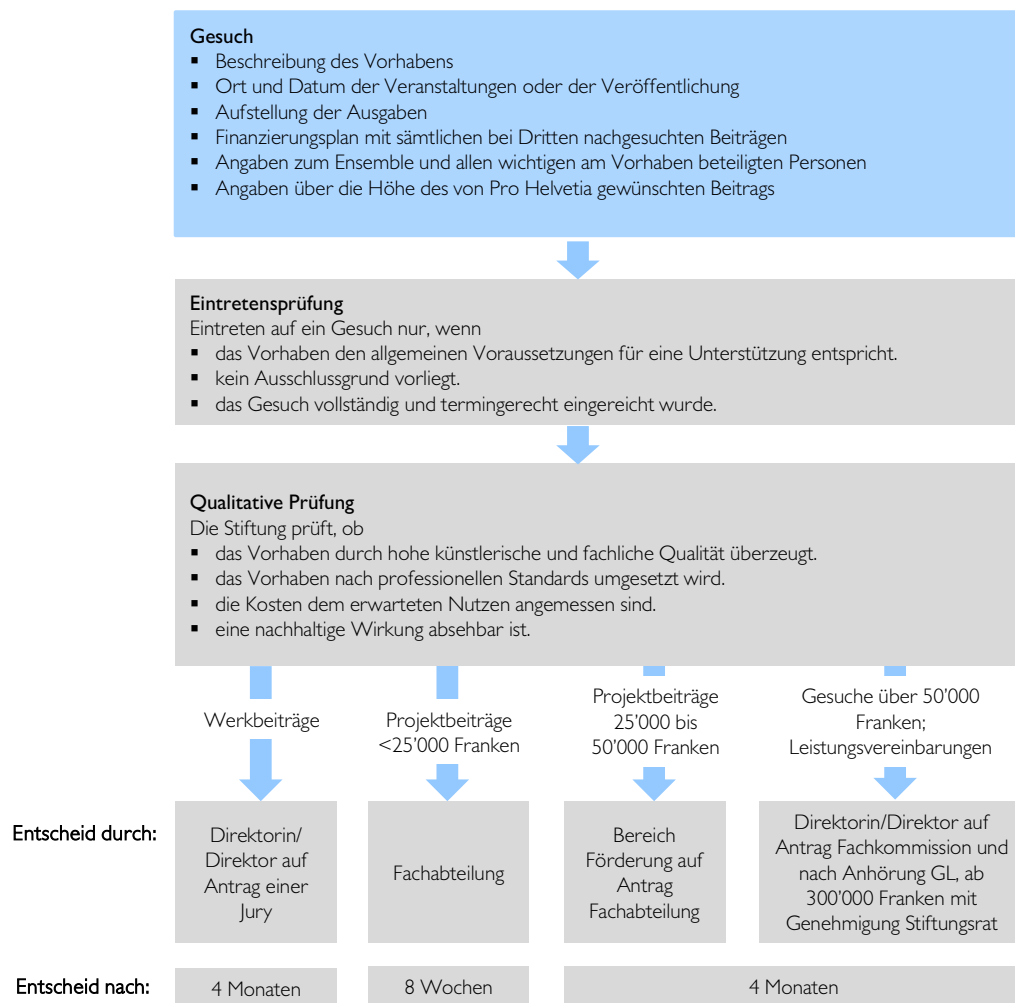 Gesuch
▪ Beschreibung des Vorhabens
▪ Ort und Datum der Veranstaltungen oder der Veröffentlichung
▪ Aufstellung der Ausgaben
▪ Finanzierungsplan mit sämtlichen bei Dritten nachgesuchten Beiträgen
▪ Angaben zum Ensemble und allen wichtigen am Vorhaben beteiligten Personen
▪ Angaben über die Höhe des von Pro Helvetia gewünschten Beitrags
Eintretensprüfung
Eintreten auf ein Gesuch nur, wenn
▪ das Vorhaben den allgemeinen Voraussetzungen für eine Unterstützung entspricht.
▪ kein Ausschlussgrund vorliegt.
▪ das Gesuch vollständig und termingerecht eingereicht wurde.
Qualitative Prüfung
Die Stiftung prüft, ob
▪ das Vorhaben durch hohe künstlerische und fachliche Qualität überzeugt.
▪ das Vorhaben nach professionellen Standards umgesetzt wird.
▪ die Kosten dem erwarteten Nutzen angemessen sind.
▪ eine nachhaltige Wirkung absehbar ist.
Werkbeiträge
Projektbeiträge
<25’000 Franken
Projektbeiträge
25’000 bis
50’000 Franken
Gesuche über 50’000
Franken;
Leistungsvereinbarungen
Entscheid durch:
Direktorin/
Direktor auf
Antrag einer
Jury
Fachabteilung
Bereich
Förderung auf
Antrag
Fachabteilung
Direktorin/Direktor auf
Antrag Fachkommission und
nach Anhörung GL, ab
300’000 Franken mit
Genehmigung Stiftungsrat
Entscheid nach:
4 Monaten
8 Wochen
4 Monaten